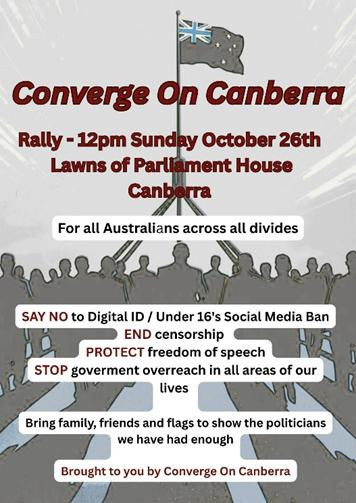 Converge On Canberra
Rally - 12pm Sunday October 26th
Lawns of Parliament House
Canberra
For all Australians across all divides
SAY NO to Digital ID / Under 16's Social Media Ban
END censorship
PROTECT freedom of speech
STOP goverment overreach in all areas of our
lives
Bring family, friends and flags to show the politicians
we have had enough
Brought to you by Converge On Canberra